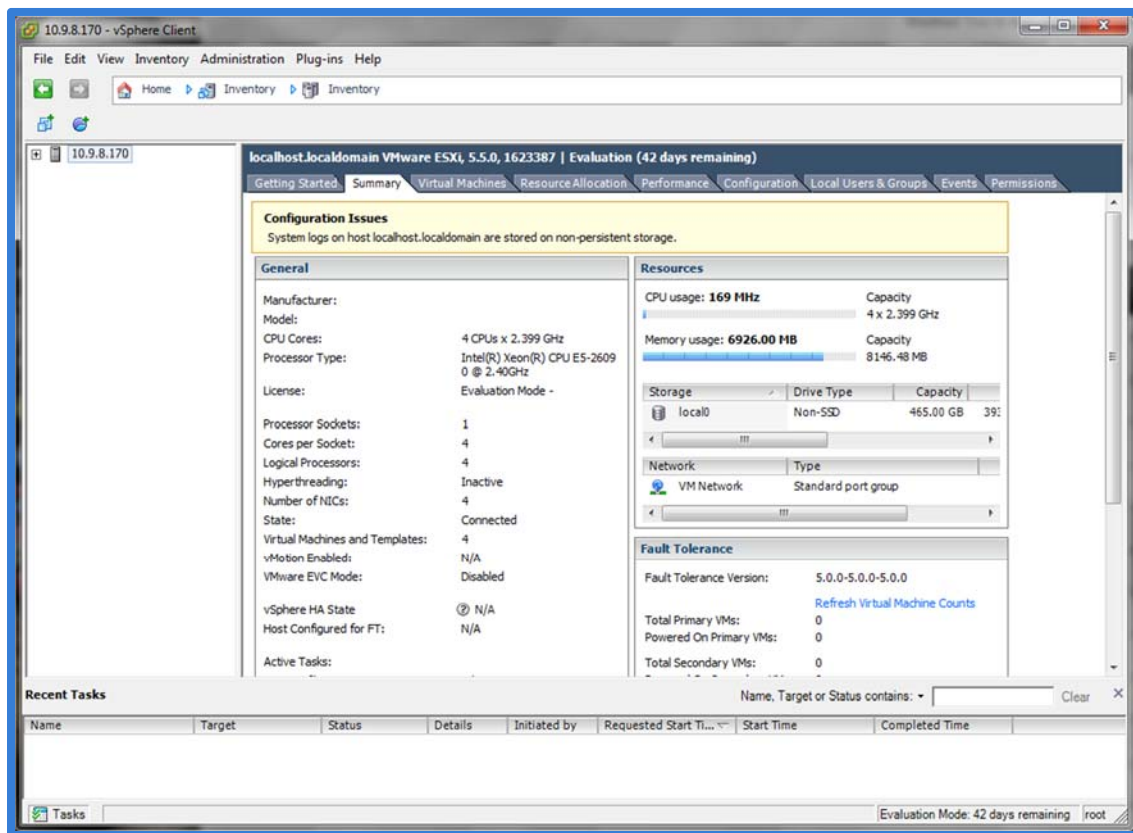 10.9.8.170 - vSphere Client
File Edit View Inventory Administration Plug-ins Help
Home Inventory Inventory
10.9.8.170
localhost.localdomain VMware ESXi, 5.5.0, 1623387 | Evaluation (42 days remaining)
Getting Started Summary Virtual Machines Resource Allocation Performance Configuration Local Users & Groups Events Permissions
Configuration Issues
System logs on host localhost.localdomain are stored on non-persistent storage.
General
Manufacturer:
Model:
CPU Cores: 4 CPUs x 2.399 GHz
Processor Type: Intel(R) Xeon(R) CPU E5-2609
0 @ 2.40GHz
License: Evaluation Mode -
Processor Sockets: 1
Cores per Socket: 4
Logical Processors: 4
Hyperthreading: Inactive
Number of NICs: 4
State: Connected
Virtual Machines and Templates: 4
vMotion Enabled: N/A
VMware EVC Mode: Disabled
vSphere HA State N/A
Host Configured for FT: N/A
Active Tasks:
Resources
CPU usage: 169 MHz Capacity
4 x 2.399 GHz
Memory usage: 6926.00 MB Capacity
8146.48 MB
Storage Drive Type Capacity
local0 Non-SSD 465.00 GB 393
Network Type
VM Network Standard port group
Fault Tolerance
Fault Tolerance Version: 5.0.0-5.0.0-5.0.0
Refresh Virtual Machine Counts
Total Primary VMs: 0
Powered On Primary VMs: 0
Total Secondary VMs: 0
Recent Tasks Name, Target or Status contains: Clear
Name Target Status Details Initiated by Requested Start Ti... Start Time Completed Time
Tasks Evaluation Mode: 42 days remaining root